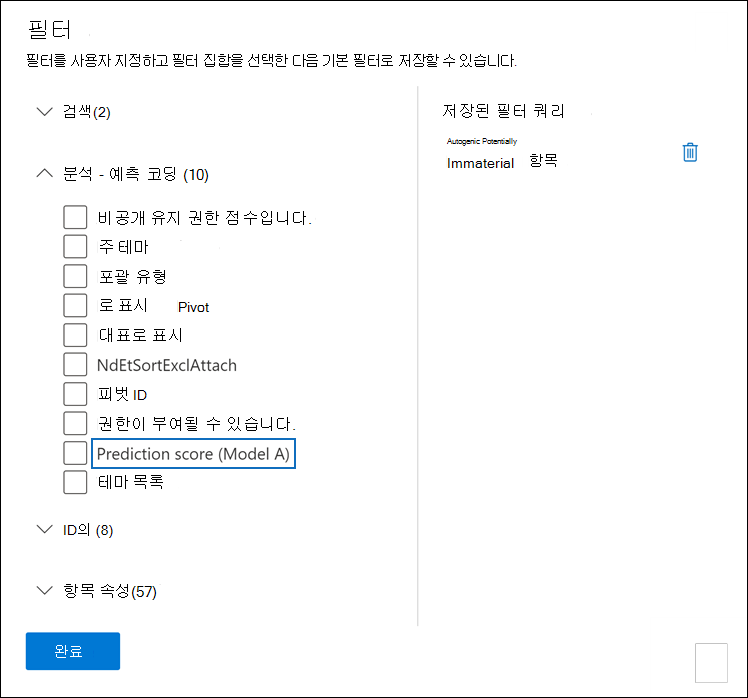 필터
필터를 사용자 지정하고 필터 집합을 선택한 다음 기본 필터로 저장할 수 있습니다.
검색(2)
분석 - 예측 코딩 (10)
비공개 유지 권한 점수입니다.
주 테마
포괄 유형
로 표시 Pivot
대표로 표시
NdEtSortExclAttach
피벗 ID
권한이 부여될 수 있습니다.
Prediction score (Model A)
테마 목록
ID의 (8)
항목 속성(57)
완료
저장된 필터 쿼리
Autogenic Potentially
Immaterial 항목